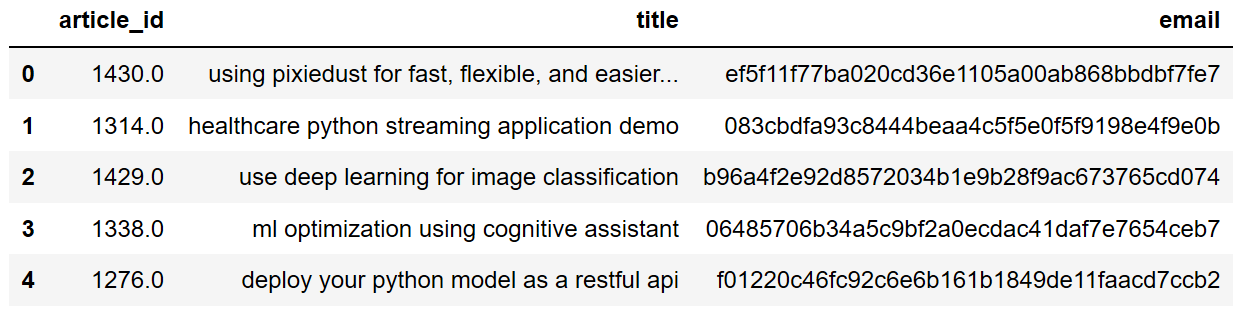 article_id title email
0 1430.0 using pixiedust for fast, flexible, and easier... ef5f11f77ba020cd36e1105a00ab868bbdbf7fe7
1 1314.0 healthcare python streaming application demo 083cbdfa93c8444beaa4c5f5e0f5f9198e4f9e0b
2 1429.0 use deep learning for image classification b96a4f2e92d8572034b1e9b28f9ac673765cd074
3 1338.0 ml optimization using cognitive assistant 06485706b34a5c9bf2a0ecdac41daf7e7654ceb7
4 1276.0 deploy your python model as a restful api f01220c46fc92c6e6b161b1849de11faacd7ccb2